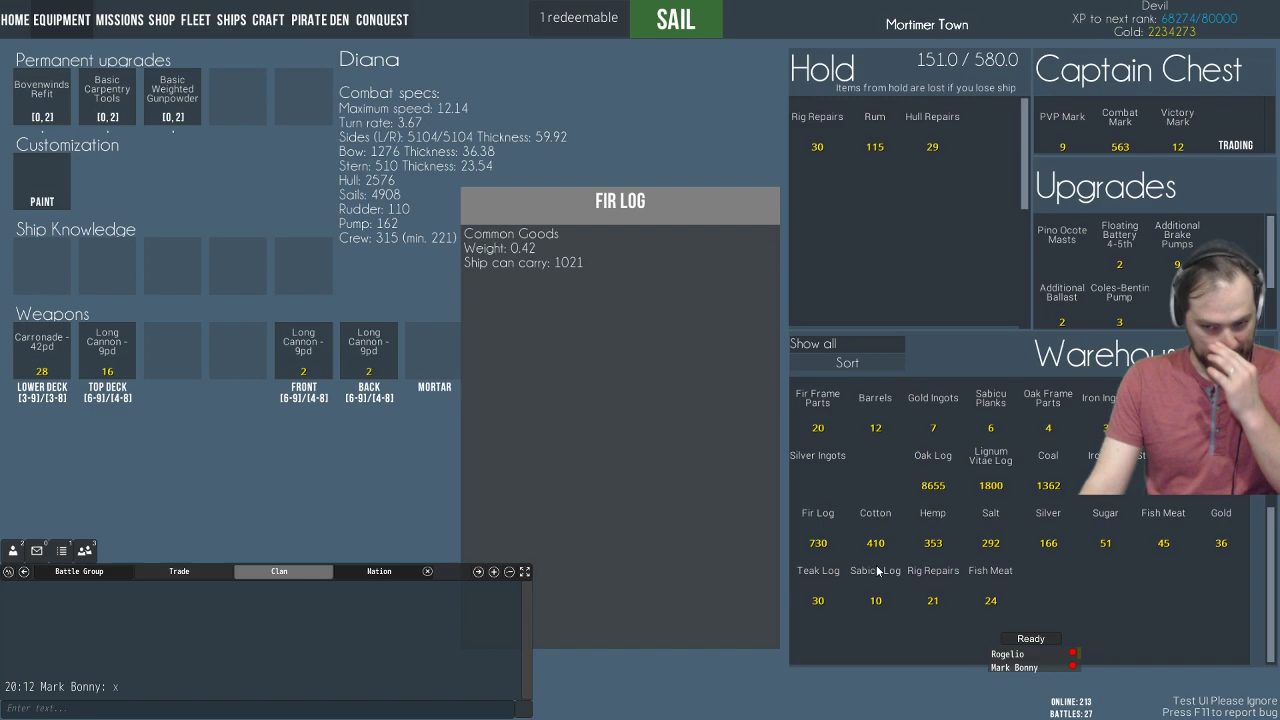 HOME EQUIPMENT MISSIONS SHOP FLEET SHIPS CRAFT PIRATE DEN CONQUEST
1 redeemable
SAIL
Mortimer Town
Devil
XP to next rank: 68274/80000
Gold: 2234273
Permanent upgrades
Bovenwinds Refit
[0, 2]
Basic Carpentry Tools
[0, 2]
Basic Weighted Gunpowder
[0, 2]
Customization
PAINT
Ship Knowledge
Weapons
Carronade - 42pd
28
LOWER DECK
[3-9]/[3-8]
Long Cannon - 9pd
16
TOP DECK
[6-9]/[4-8]
Long Cannon - 9pd
2
FRONT
[6-9]/[4-8]
Long Cannon - 9pd
2
BACK
[6-9]/[4-8]
MORTAR
Diana
Combat specs:
Maximum speed: 12.14
Turn rate: 3.67
Sides (L/R): 5104/5104 Thickness: 59.92
Bow: 1276 Thickness: 36.38
Stern: 510 Thickness: 23.54
Hull: 2576
Sails: 4908
Rudder: 110
Pump: 162
Crew: 315 (min. 221)
FIR LOG
Common Goods
Weight: 0.42
Ship can carry: 1021
Hold
151.0 / 580.0
Items from hold are lost if you lose ship
Rig Repairs Rum Hull Repairs
30 115 29
Captain Chest
PVP Mark Combat Mark Victory Mark
9 563 12 TRADING
Upgrades
Pino Ocote Masts
Floating Battery 4-5th
2
Additional Brake Pumps
9
Additional Ballast
2
Coles-Bentin Pump
3
Show all
Sort
Fir Frame Parts Barrels Gold Ingots Sabicu Planks Oak Frame Parts
20 12 7 6 4
Silver Ingots Oak Log Lignum Vitae Log Coal
8655 1800 1362
Fir Log Cotton Hemp Salt Silver Sugar Fish Meat Gold
730 410 353 292 166 51 45 36
Teak Log Rig Repairs Fish Meat
30 10 21 24
Ready
Rogelio
Mark Bonny
Battle Group Trade Clan Nation
20:12 Mark Bonny: x
Enter text...
ONLINE: 213
BATTLES: 27
Test UI Please Ignore
Press F11 to report bug